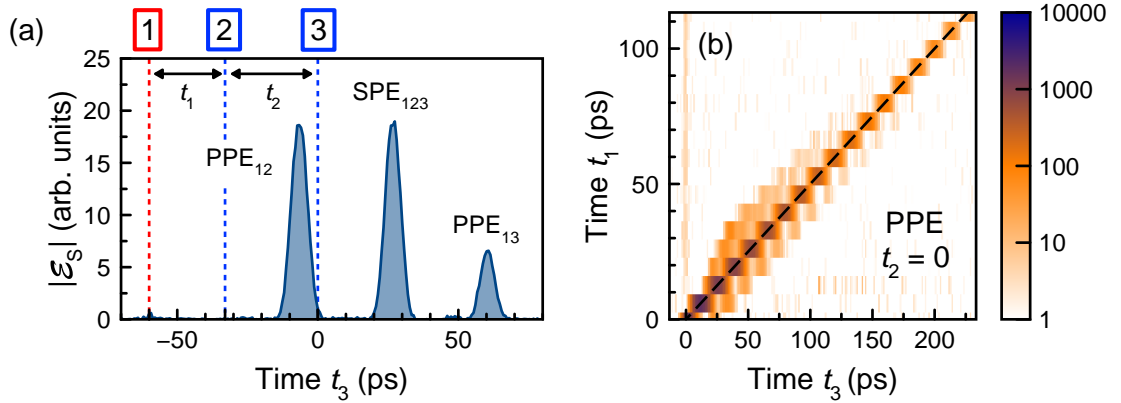 (a)
1
2
3
25
20
15
10
5
0
|ℰS| (arb. units)
t1
t2
PPE12
SPE123
PPE13
−50
0
50
Time t3 (ps)
(b)
100
50
0
Time t1 (ps)
PPE
t2 = 0
0
50
100
150
200
Time t3 (ps)
10000
1000
100
10
1